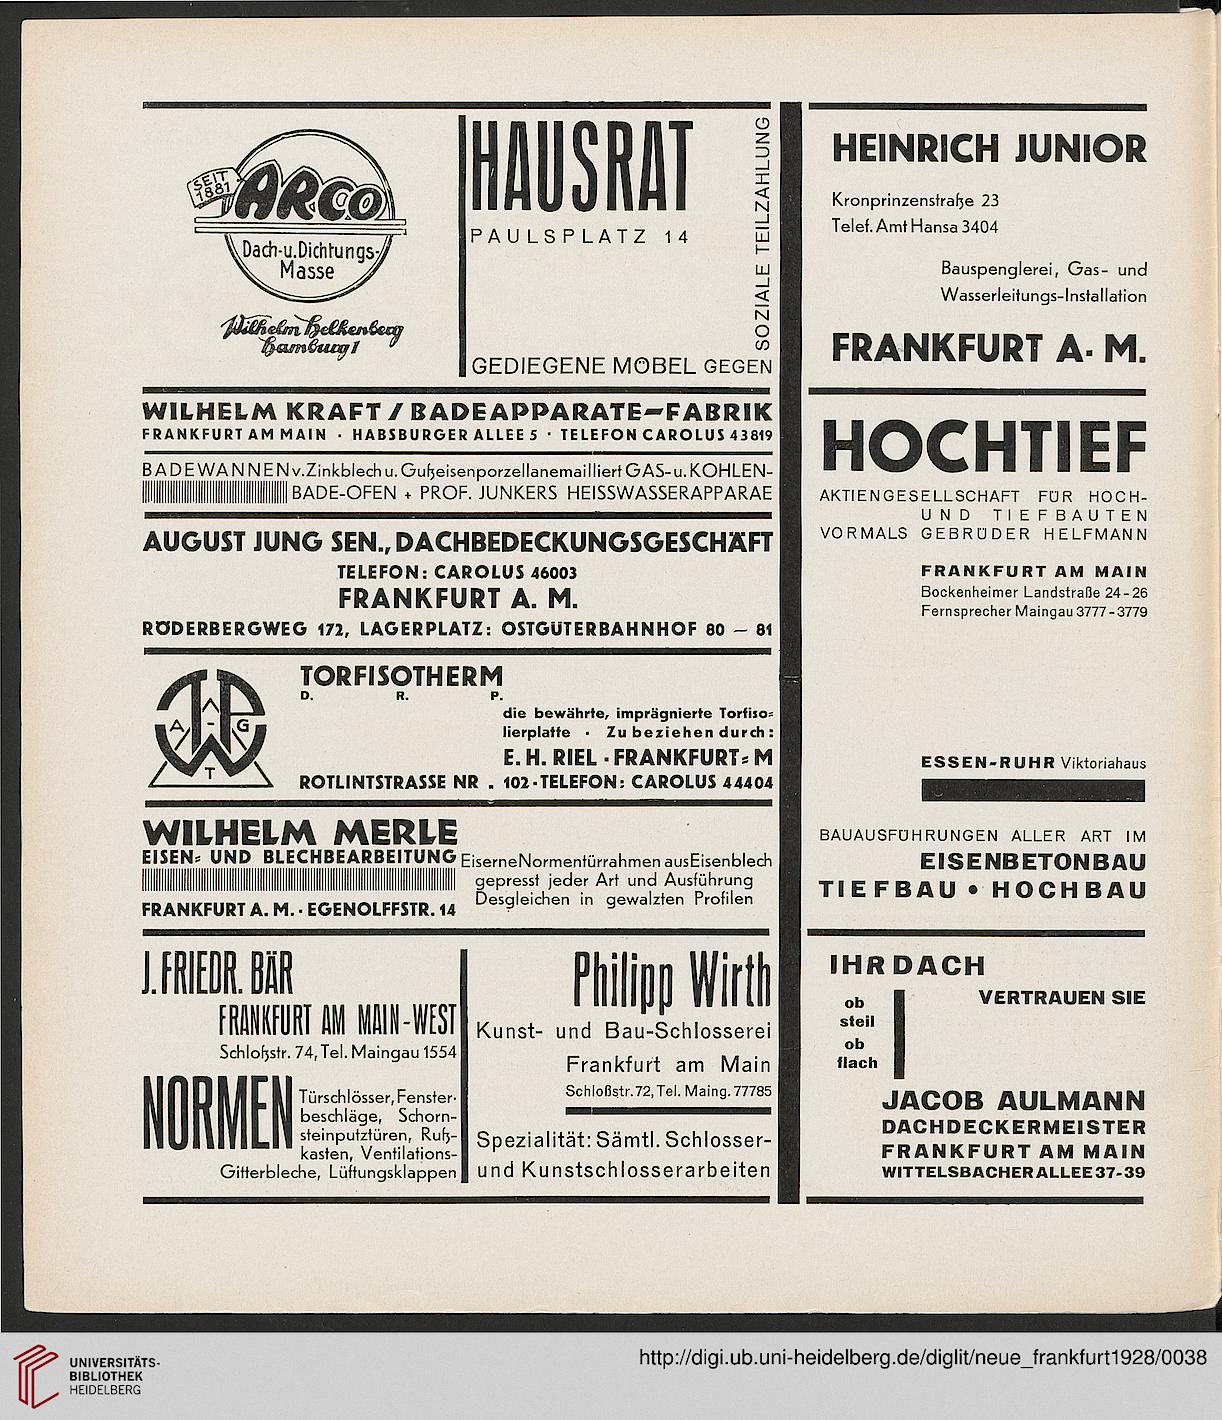 SEIT
1881
ARCO
Dach-u.Dichtungs-
Masse
Wilhelm Helkenberg
Hamburg 1
HAUSRAT
PAULSPLATZ 14
GEDIEGENE MÖBEL GEGEN
SOZIALE TEILZAHLUNG
WILHELM KRAFT / BADEAPPARATE-FABRIK
FRANKFURT AM MAIN · HABSBURGER ALLEE 5 · TELEFON CAROLUS 43819
BADEWANNEN v. Zinkblech u. Gußeisenporzellanemailliert GAS- u. KOHLEN-
BADE-OFEN + PROF. JUNKERS HEISSWASSERAPPARAE
AUGUST JUNG SEN., DACHBEDECKUNGSGESCHÄFT
TELEFON: CAROLUS 46003
FRANKFURT A. M.
RÖDERBERGWEG 172, LAGERPLATZ: OSTGÜTERBAHNHOF 80 — 81
TW
A-G
T
TORFISOTHERM
D. R. P.
die bewährte, imprägnierte Torfiso-
lierplatte · Zu beziehen durch:
E. H. RIEL · FRANKFURT-M
ROTLINTSTRASSE NR . 102 · TELEFON: CAROLUS 44404
WILHELM MERLE
EISEN- UND BLECHBEARBEITUNG
FRANKFURT A. M. · EGENOLFFSTR. 14
Eiserne Normentürrahmen aus Eisenblech
gepresst jeder Art und Ausführung
Desgleichen in gewalzten Profilen
J. FRIEDR. BÄR
FRANKFURT AM MAIN-WEST
Schloßstr. 74, Tel. Maingau 1554
NORMEN
Türschlösser, Fenster-
beschläge, Schorn-
steinputztüren, Ruß-
kasten, Ventilations-
Gitterbleche, Lüftungsklappen
Philipp Wirth
Kunst- und Bau-Schlosserei
Frankfurt am Main
Schloßstr. 72, Tel. Maing. 77785
Spezialität: Sämtl. Schlosser-
und Kunstschlosserarbeiten
HEINRICH JUNIOR
Kronprinzenstraße 23
Telef. Amt Hansa 3404
Bauspenglerei, Gas- und
Wasserleitungs-Installation
FRANKFURT A. M.
HOCHTIEF
AKTIENGESELLSCHAFT FÜR HOCH-
UND TIEFBAUTEN
VORMALS GEBRÜDER HELFMANN
FRANKFURT AM MAIN
Bockenheimer Landstraße 24-26
Fernsprecher Maingau 3777-3779
ESSEN-RUHR Viktoriahaus
BAUAUSFÜHRUNGEN ALLER ART IM
EISENBETONBAU
TIEFBAU • HOCHBAU
IHR DACH
ob
steil
ob
flach
VERTRAUEN SIE
JACOB AULMANN
DACHDECKERMEISTER
FRANKFURT AM MAIN
WITTELSBACHERALLEE 37-39
UNIVERSITÄTS-
BIBLIOTHEK
HEIDELBERG
http://digi.ub.uni-heidelberg.de/diglit/neue_frankfurt1928/0038